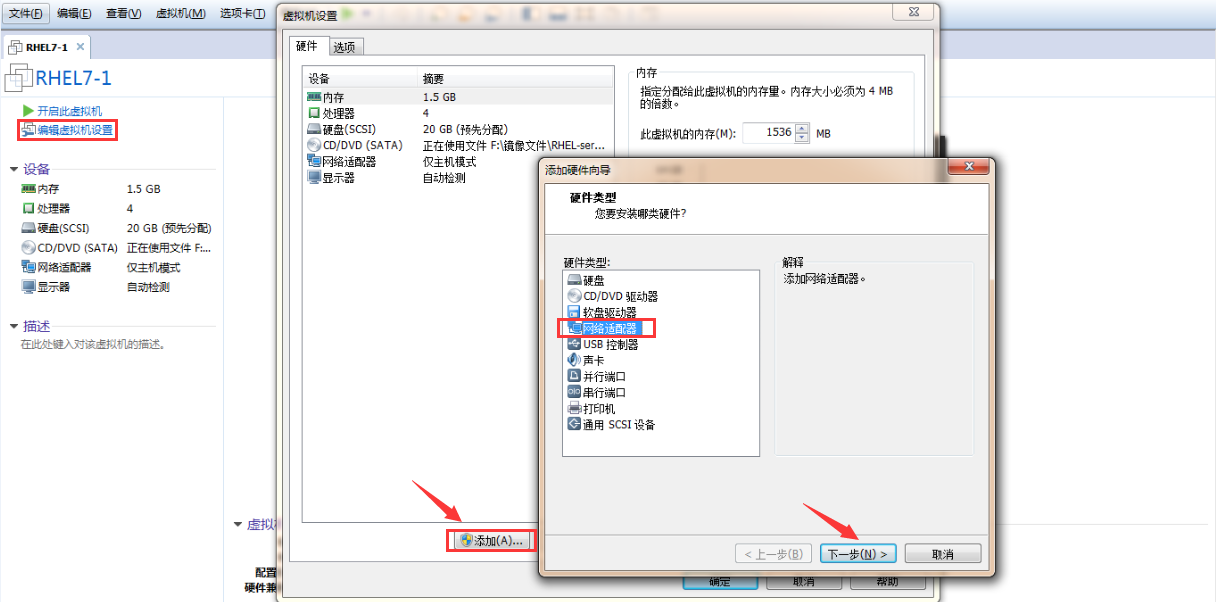 文件(F) 编辑(E) 查看(V) 虚拟机(M) 选项卡(T)
RHEL7-1
RHEL7-1
开启此虚拟机
编辑虚拟机设置
设备
内存 1.5 GB
处理器 4
硬盘(SCSI) 20 GB (预先分配)
CD/DVD (SATA) 正在使用文件 F:...
网络适配器 仅主机模式
显示器 自动检测
描述
在此处键入对该虚拟机的描述。
虚拟机设置
硬件 选项
设备 摘要
内存 1.5 GB
处理器 4
硬盘(SCSI) 20 GB (预先分配)
CD/DVD (SATA) 正在使用文件 F:\镜像文件\RHEL-ser...
网络适配器 仅主机模式
显示器 自动检测
内存
指定分配给此虚拟机的内存量。内存大小必须为 4 MB
的倍数。
此虚拟机的内存(M): 1536 MB
添加硬件向导
硬件类型
您要安装哪类硬件?
硬件类型:
硬盘
CD/DVD 驱动器
软盘驱动器
网络适配器
USB 控制器
声卡
并行端口
串行端口
打印机
通用 SCSI 设备
解释
添加网络适配器。
< 上一步(B) 下一步(N) > 取消
添加(A)...
确定 取消 帮助
虚拟
配置
硬件兼